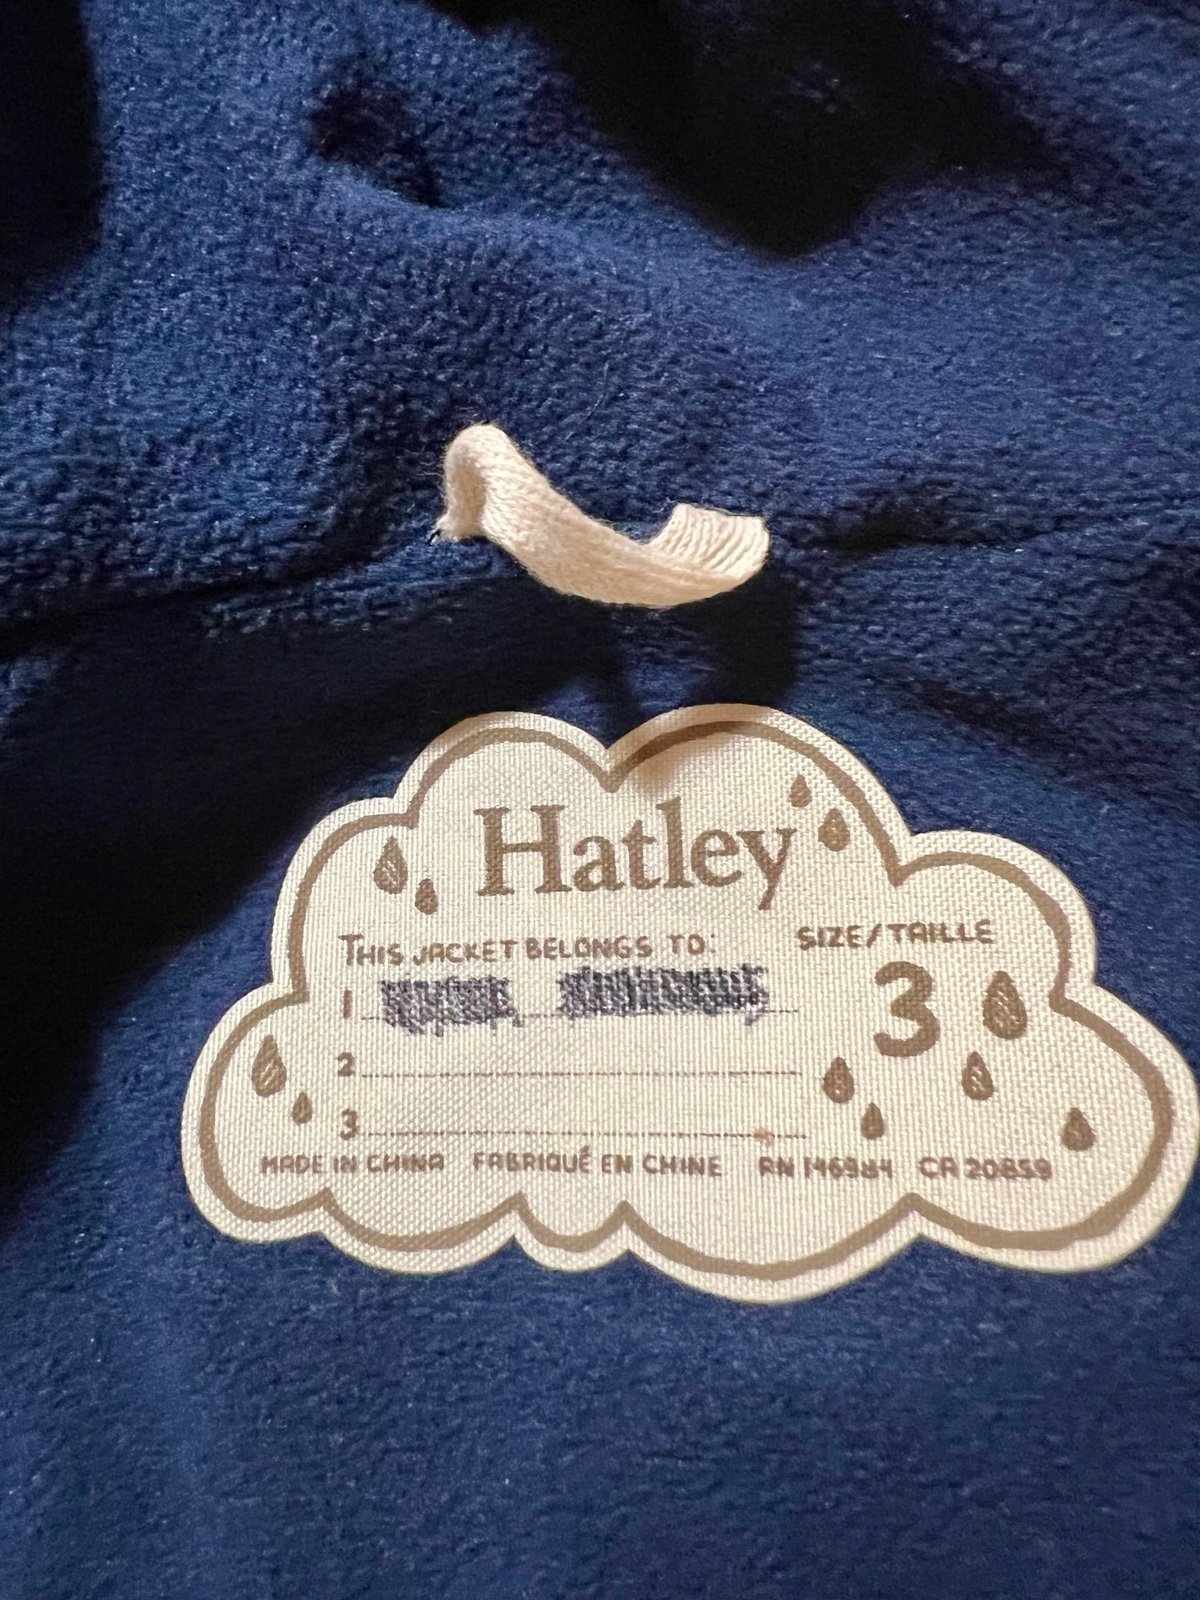 Hatley
THIS JACKET BELONGS TO:
SIZE/TAILLE
1
3
2
3
MADE IN CHINA FABRIQUÉ EN CHINE RN 146984 CA 20859